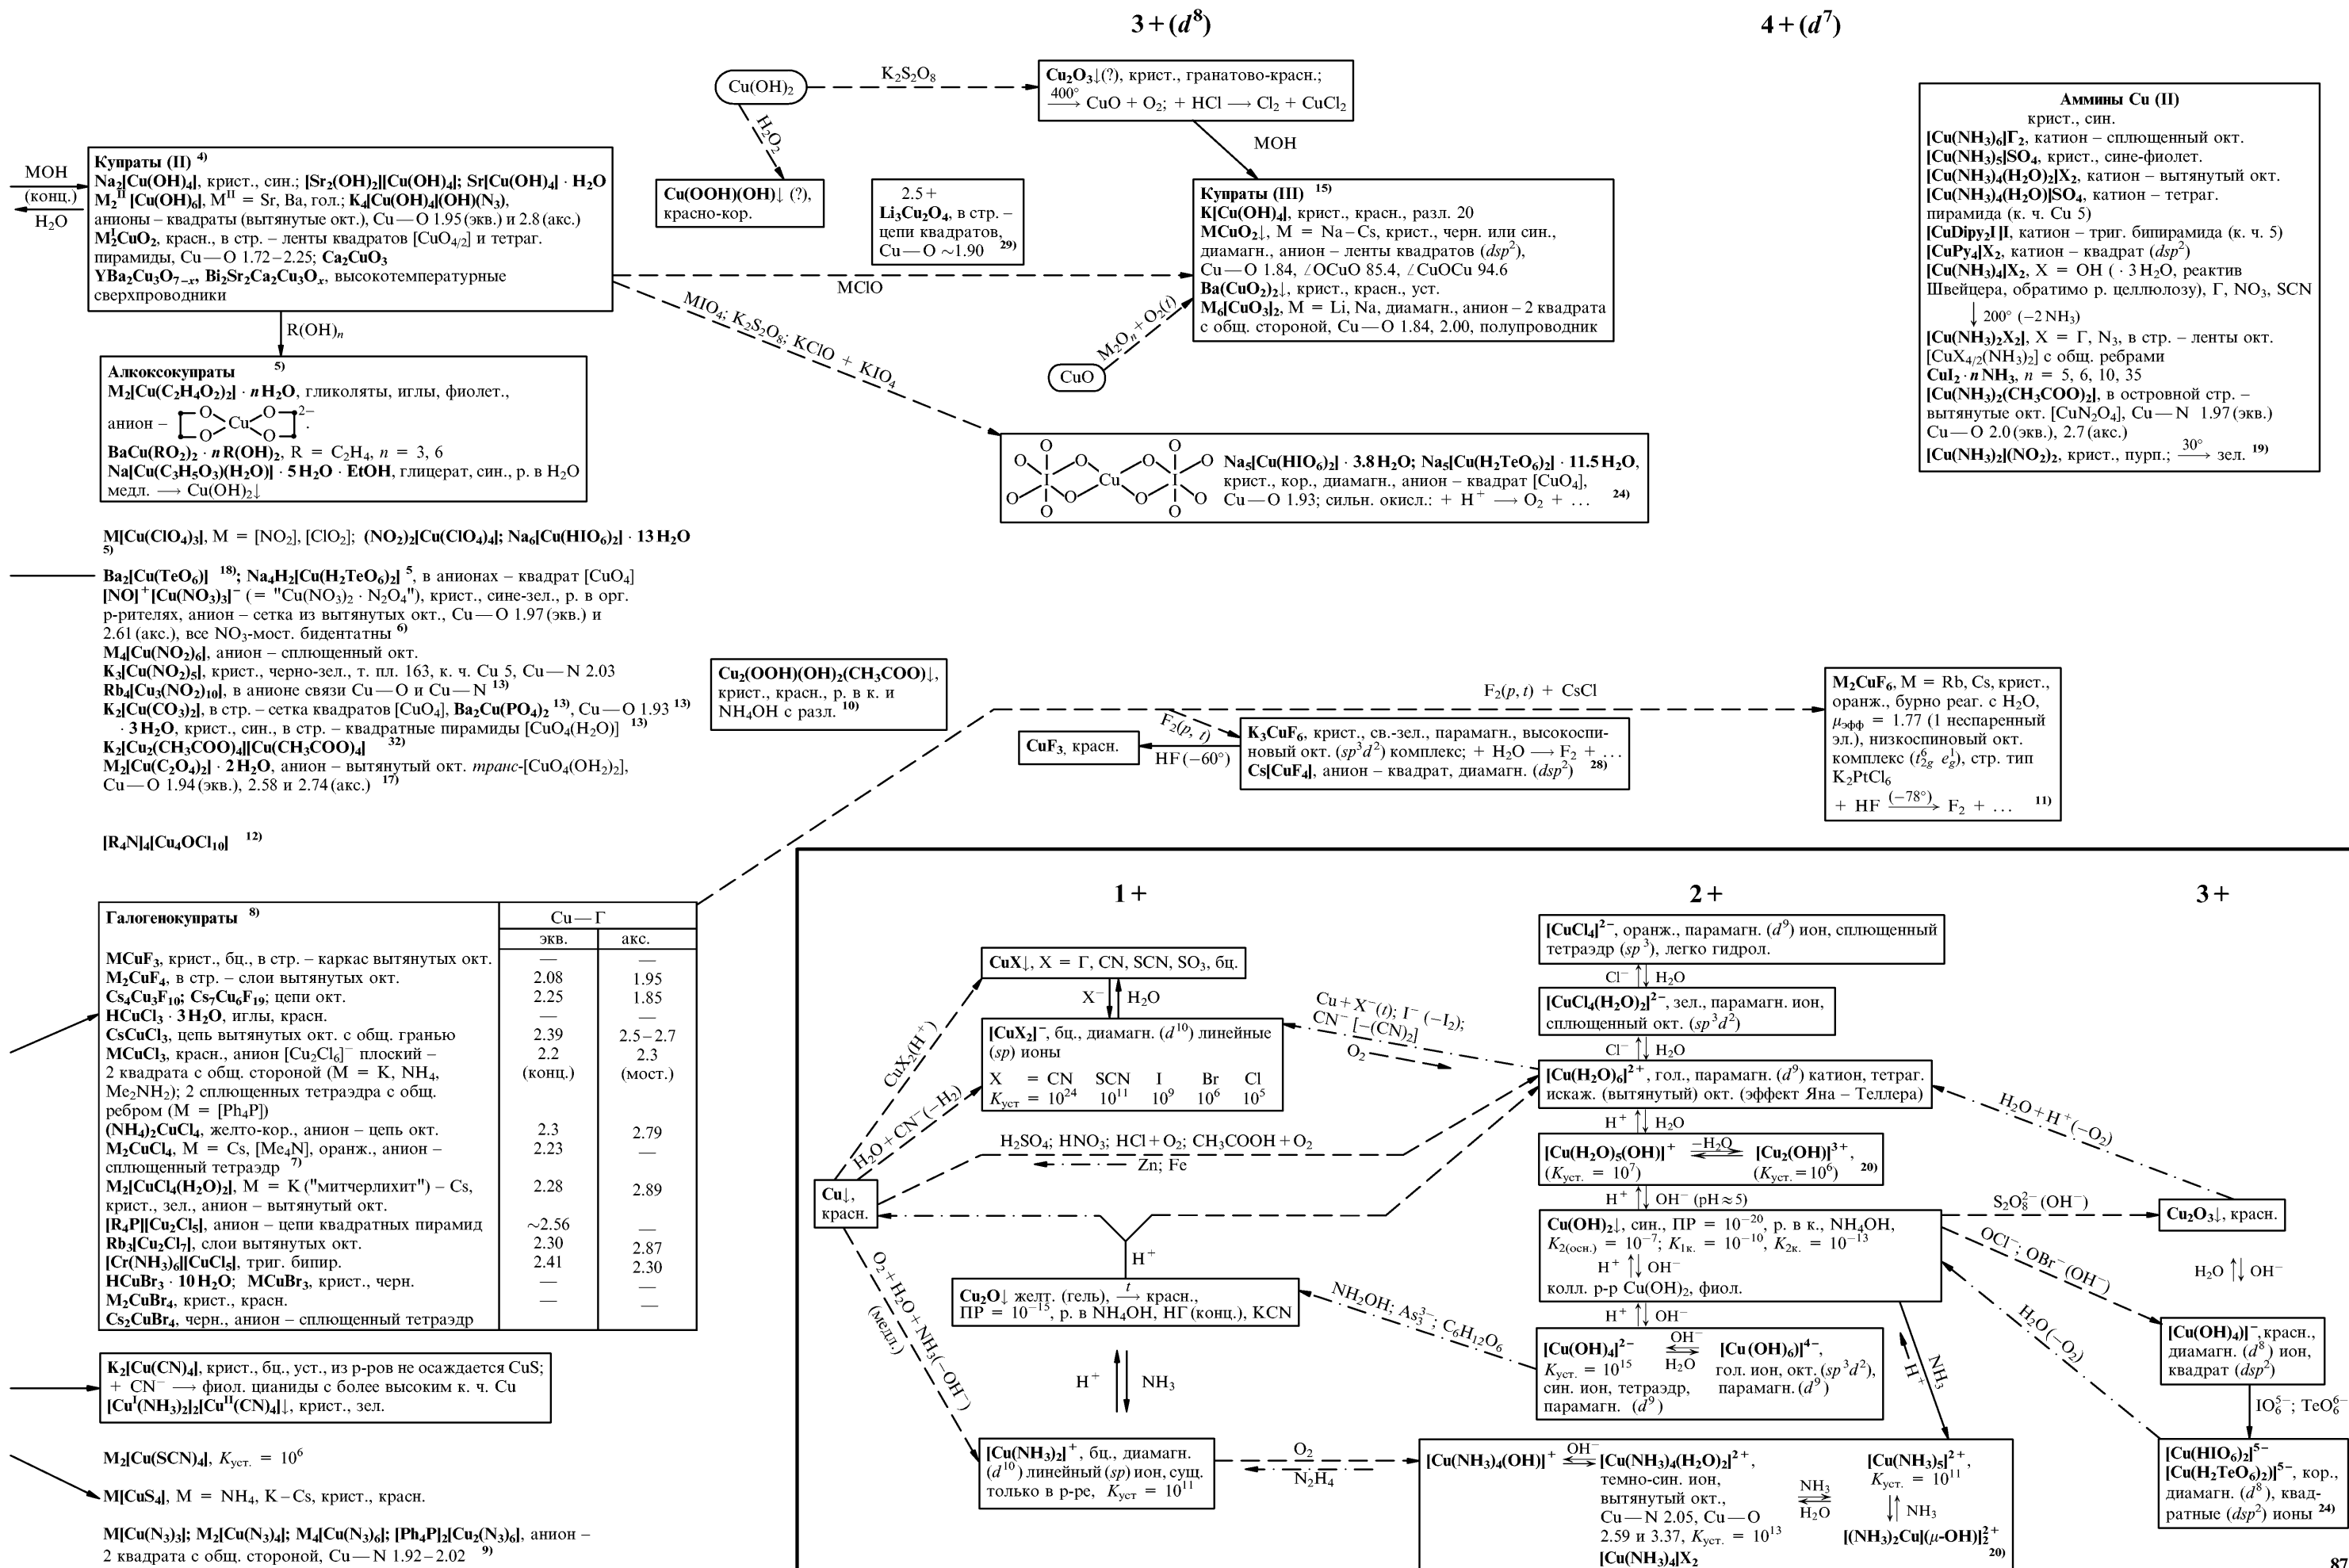 3+ (d⁸)
4+ (d⁷)
MOH
(конц.)
H₂O
Купраты (II) ⁴⁾
Na₂[Cu(OH)₄], крист., син.; [Sr₂(OH)₂][Cu(OH)₄]; Sr[Cu(OH)₄] · H₂O
M₂ᴵᴵ [Cu(OH)₆], Mᴵᴵ = Sr, Ba, гол.; K₄[Cu(OH)₄](OH)(N₃),
анионы – квадраты (вытянутые окт.), Cu — O 1.95 (экв.) и 2.8 (акс.)
M₂ᴵCuO₂, красн., в стр. – ленты квадратов [CuO₄/₂] и тетраг.
пирамиды, Cu — O 1.72 – 2.25; Ca₂CuO₃
YBa₂Cu₃O₇₋ₓ, Bi₂Sr₂Ca₂Cu₃Oₓ, высокотемпературные
сверхпроводники
R(OH)ₙ
Алкоксокупраты ⁵⁾
M₂[Cu(C₂H₄O₂)₂] · nH₂O, гликоляты, иглы, фиолет.,
анион –
O O 2–
Cu
O O .
BaCu(RO₂)₂ · nR(OH)₂, R = C₂H₄, n = 3, 6
Na[Cu(C₃H₅O₃)(H₂O)] · 5H₂O · EtOH, глицерат, син., р. в H₂O
медл. → Cu(OH)₂↓
M[Cu(ClO₄)₃], M = [NO₂], [ClO₂]; (NO₂)₂[Cu(ClO₄)₄]; Na₆[Cu(HIO₆)₂] · 13H₂O
5)
Ba₂[Cu(TeO₆)] ¹⁸⁾; Na₄H₂[Cu(H₂TeO₆)₂] ⁵, в анионах – квадрат [CuO₄]
[NO]⁺[Cu(NO₃)₃]⁻ (= "Cu(NO₃)₂ · N₂O₄"), крист., сине-зел., р. в орг.
р-рителях, анион – сетка из вытянутых окт., Cu — O 1.97 (экв.) и
2.61 (акс.), все NO₃-мост. бидентатны ⁶⁾
M₄[Cu(NO₂)₆], анион – сплющенный окт.
K₃[Cu(NO₂)₅], крист., черно-зел., т. пл. 163, к. ч. Cu 5, Cu — N 2.03
Rb₄[Cu₃(NO₂)₁₀], в анионе связи Cu — O и Cu — N ¹³⁾
K₂[Cu(CO₃)₂], в стр. – сетка квадратов [CuO₄], Ba₂Cu(PO₄)₂ ¹³⁾, Cu — O 1.93 ¹³⁾
· 3H₂O, крист., син., в стр. – квадратные пирамиды [CuO₄(H₂O)] ¹³⁾
K₂[Cu₂(CH₃COO)₄][Cu(CH₃COO)₄] ³²⁾
M₂[Cu(C₂O₄)₂] · 2H₂O, анион – вытянутый окт. транс-[CuO₄(OH₂)₂],
Cu — O 1.94 (экв.), 2.58 и 2.74 (акс.) ¹⁷⁾
[R₄N]₄[Cu₄OCl₁₀] ¹²⁾
Галогенокупраты ⁸⁾ Cu — Г
экв. акс.
MCuF₃, крист., бц., в стр. – каркас вытянутых окт. — —
M₂CuF₄, в стр. – слои вытянутых окт. 2.08 1.95
Cs₄Cu₃F₁₀; Cs₇Cu₆F₁₉; цепи окт. 2.25 1.85
HCuCl₃ · 3H₂O, иглы, красн. — —
CsCuCl₃, цепь вытянутых окт. с общ. гранью 2.39 2.5 – 2.7
MCuCl₃, красн., анион [Cu₂Cl₆]⁻ плоский – 2.2 2.3
2 квадрата с общ. стороной (M = K, NH₄, (конц.) (мост.)
Me₂NH₂); 2 сплющенных тетраэдра с общ.
ребром (M = [Ph₄P])
(NH₄)₂CuCl₄, желто-кор., анион – цепь окт. 2.3 2.79
M₂CuCl₄, M = Cs, [Me₄N], оранж., анион – 2.23 —
сплющенный тетраэдр ⁷⁾
M₂[CuCl₄(H₂O)₂], M = K ("митчерлихит") – Cs, 2.28 2.89
крист., зел., анион – вытянутый окт.
[R₄P][Cu₂Cl₅], анион – цепи квадратных пирамид ~2.56 —
Rb₃[Cu₂Cl₇], слои вытянутых окт. 2.30 2.87
[Cr(NH₃)₆][CuCl₅], триг. бипир. 2.41 2.30
HCuBr₃ · 10H₂O; MCuBr₃, крист., черн. — —
M₂CuBr₄, крист., красн. — —
Cs₂CuBr₄, черн., анион – сплющенный тетраэдр
K₂[Cu(CN)₄], крист., бц., уст., из р-ров не осаждается CuS;
+ CN⁻ → фиол. цианиды с более высоким к. ч. Cu
[Cuᴵ(NH₃)₂]₂[Cuᴵᴵ(CN)₄]↓, крист., зел.
M₂[Cu(SCN)₄], Kуст. = 10⁶
M[CuS₄], M = NH₄, K – Cs, крист., красн.
M[Cu(N₃)₃]; M₂[Cu(N₃)₄]; M₄[Cu(N₃)₆]; [Ph₄P]₂[Cu₂(N₃)₆], анион –
2 квадрата с общ. стороной, Cu — N 1.92 – 2.02 ⁹⁾
Cu(OH)₂
K₂S₂O₈
H₂O₂
Cu₂O₃↓(?), крист., гранатово-красн.;
400° → CuO + O₂; + HCl → Cl₂ + CuCl₂
MOH
Cu(OOH)(OH)↓ (?),
красно-кор.
2.5 +
Li₃Cu₂O₄, в стр. –
цепи квадратов,
Cu — O ~1.90 ²⁹⁾
Купраты (III) ¹⁵⁾
K[Cu(OH)₄], крист., красн., разл. 20
MCuO₂↓, M = Na – Cs, крист., черн. или син.,
диамагн., анион – ленты квадратов (dsp²),
Cu — O 1.84, ∠OCuO 85.4, ∠CuOCu 94.6
Ba(CuO₂)₂↓, крист., красн., уст.
M₆[CuO₃]₂, M = Li, Na, диамагн., анион – 2 квадрата
с общ. стороной, Cu — O 1.84, 2.00, полупроводник
MClO
MIO₄; K₂S₂O₈; KClO + KIO₄
M₂Oₙ + O₂(t)
CuO
O O
O O O O
I Cu I
O O O O
O O
Na₅[Cu(HIO₆)₂] · 3.8H₂O; Na₅[Cu(H₂TeO₆)₂] · 11.5H₂O,
крист., кор., диамагн., анион – квадрат [CuO₄],
Cu — O 1.93; сильн. окисл.: + H⁺ → O₂ + … ²⁴⁾
Аммины Cu (II)
крист., син.
[Cu(NH₃)₆]Г₂, катион – сплющенный окт.
[Cu(NH₃)₅]SO₄, крист., сине-фиолет.
[Cu(NH₃)₄(H₂O)₂]X₂, катион – вытянутый окт.
[Cu(NH₃)₄(H₂O)]SO₄, катион – тетраг.
пирамида (к. ч. Cu 5)
[CuDipy₂I]I, катион – триг. бипирамида (к. ч. 5)
[CuPy₄]X₂, катион – квадрат (dsp²)
[Cu(NH₃)₄]X₂, X = OH ( · 3H₂O, реактив
Швейцера, обратимо р. целлюлозу), Г, NO₃, SCN
↓ 200° (–2 NH₃)
[Cu(NH₃)₂X₂], X = Г, N₃, в стр. – ленты окт.
[CuX₄/₂(NH₃)₂] с общ. ребрами
CuI₂ · nNH₃, n = 5, 6, 10, 35
[Cu(NH₃)₂(CH₃COO)₂], в островной стр. –
вытянутые окт. [CuN₂O₄], Cu — N 1.97 (экв.)
Cu — O 2.0 (экв.), 2.7 (акс.)
[Cu(NH₃)₂](NO₂)₂, крист., пурп.; 30° → зел. ¹⁹⁾
Cu₂(OOH)(OH)₂(CH₃COO)↓,
крист., красн., р. в к. и
NH₄OH с разл. ¹⁰⁾
F₂(p, t) + CsCl
F₂(p, t)
CuF₃, красн.
HF (–60°)
K₃CuF₆, крист., св.-зел., парамагн., высокоспи-
новый окт. (sp³d²) комплекс; + H₂O → F₂ + …
Cs[CuF₄], анион – квадрат, диамагн. (dsp²) ²⁸⁾
M₂CuF₆, M = Rb, Cs, крист.,
оранж., бурно реаг. с H₂O,
μэфф = 1.77 (1 неспаренный
эл.), низкоспиновый окт.
комплекс (t₂g⁶ eg¹), стр. тип
K₂PtCl₆
+ HF (–78°) → F₂ + … ¹¹⁾
1+
2+
3+
CuX↓, X = Г, CN, SCN, SO₃, бц.
X⁻ H₂O
[CuX₂]⁻, бц., диамагн. (d¹⁰) линейные
(sp) ионы
X = CN SCN I Br Cl
Kуст = 10²⁴ 10¹¹ 10⁹ 10⁶ 10⁵
CuX₂(H⁺)
H₂O + CN⁻(–H₂)
Cu + X⁻(t); I⁻ (–I₂);
CN⁻ [–(CN)₂]
O₂
H₂SO₄; HNO₃; HCl + O₂; CH₃COOH + O₂
Zn; Fe
Cu↓,
красн.
H⁺
O₂ + H₂O + NH₃(–OH⁻)
(медл.)
Cu₂O↓ желт. (гель), t → красн.,
ПР = 10⁻¹⁵, р. в NH₄OH, HГ (конц.), KCN
H⁺ NH₃
[Cu(NH₃)₂]⁺, бц., диамагн.
(d¹⁰) линейный (sp) ион, сущ.
только в р-ре, Kуст = 10¹¹
O₂
N₂H₄
NH₂OH; As₃³⁻; C₆H₁₂O₆
[CuCl₄]²⁻, оранж., парамагн. (d⁹) ион, сплющенный
тетраэдр (sp³), легко гидрол.
Cl⁻ H₂O
[CuCl₄(H₂O)₂]²⁻, зел., парамагн. ион,
сплющенный окт. (sp³d²)
Cl⁻ H₂O
[Cu(H₂O)₆]²⁺, гол., парамагн. (d⁹) катион, тетраг.
искаж. (вытянутый) окт. (эффект Яна – Теллера)
H⁺ H₂O
[Cu(H₂O)₅(OH)]⁺ –H₂O ⇌ [Cu₂(OH)]³⁺,
(Kуст. = 10⁷) (Kуст. = 10⁶) ²⁰⁾
H⁺ OH⁻ (pH ≈ 5)
Cu(OH)₂↓, син., ПР = 10⁻²⁰, р. в к., NH₄OH,
K₂(осн.) = 10⁻⁷; K₁к. = 10⁻¹⁰, K₂к. = 10⁻¹³
H⁺ OH⁻
колл. р-р Cu(OH)₂, фиол.
H⁺ OH⁻
[Cu(OH)₄]²⁻ OH⁻ ⇌ H₂O [Cu(OH)₆]⁴⁻,
Kуст. = 10¹⁵ гол. ион, окт. (sp³d²),
син. ион, тетраэдр, парамагн. (d⁹)
парамагн. (d⁹)
H⁺
NH₃
[Cu(NH₃)₄(OH)]⁺ OH⁻ ⇌ [Cu(NH₃)₄(H₂O)₂]²⁺,
темно-син. ион,
вытянутый окт.,
Cu — N 2.05, Cu — O
2.59 и 3.37, Kуст. = 10¹³
[Cu(NH₃)₄]X₂
NH₃
H₂O
[Cu(NH₃)₅]²⁺,
Kуст. = 10¹¹
NH₃
[(NH₃)₂Cu](μ-OH)]₂²⁺
20)
H₂O + H⁺(–O₂)
S₂O₈²⁻ (OH⁻)
Cu₂O₃↓, красн.
OCl⁻; OBr⁻(OH⁻)
H₂O OH⁻
H₂O(–O₂)
[Cu(OH)₄)]⁻, красн.,
диамагн. (d⁸) ион,
квадрат (dsp²)
IO₆⁵⁻; TeO₆⁶⁻
[Cu(HIO₆)₂]⁵⁻
[Cu(H₂TeO₆)₂)]⁵⁻, кор.,
диамагн. (d⁸), квад-
ратные (dsp²) ионы ²⁴⁾
87